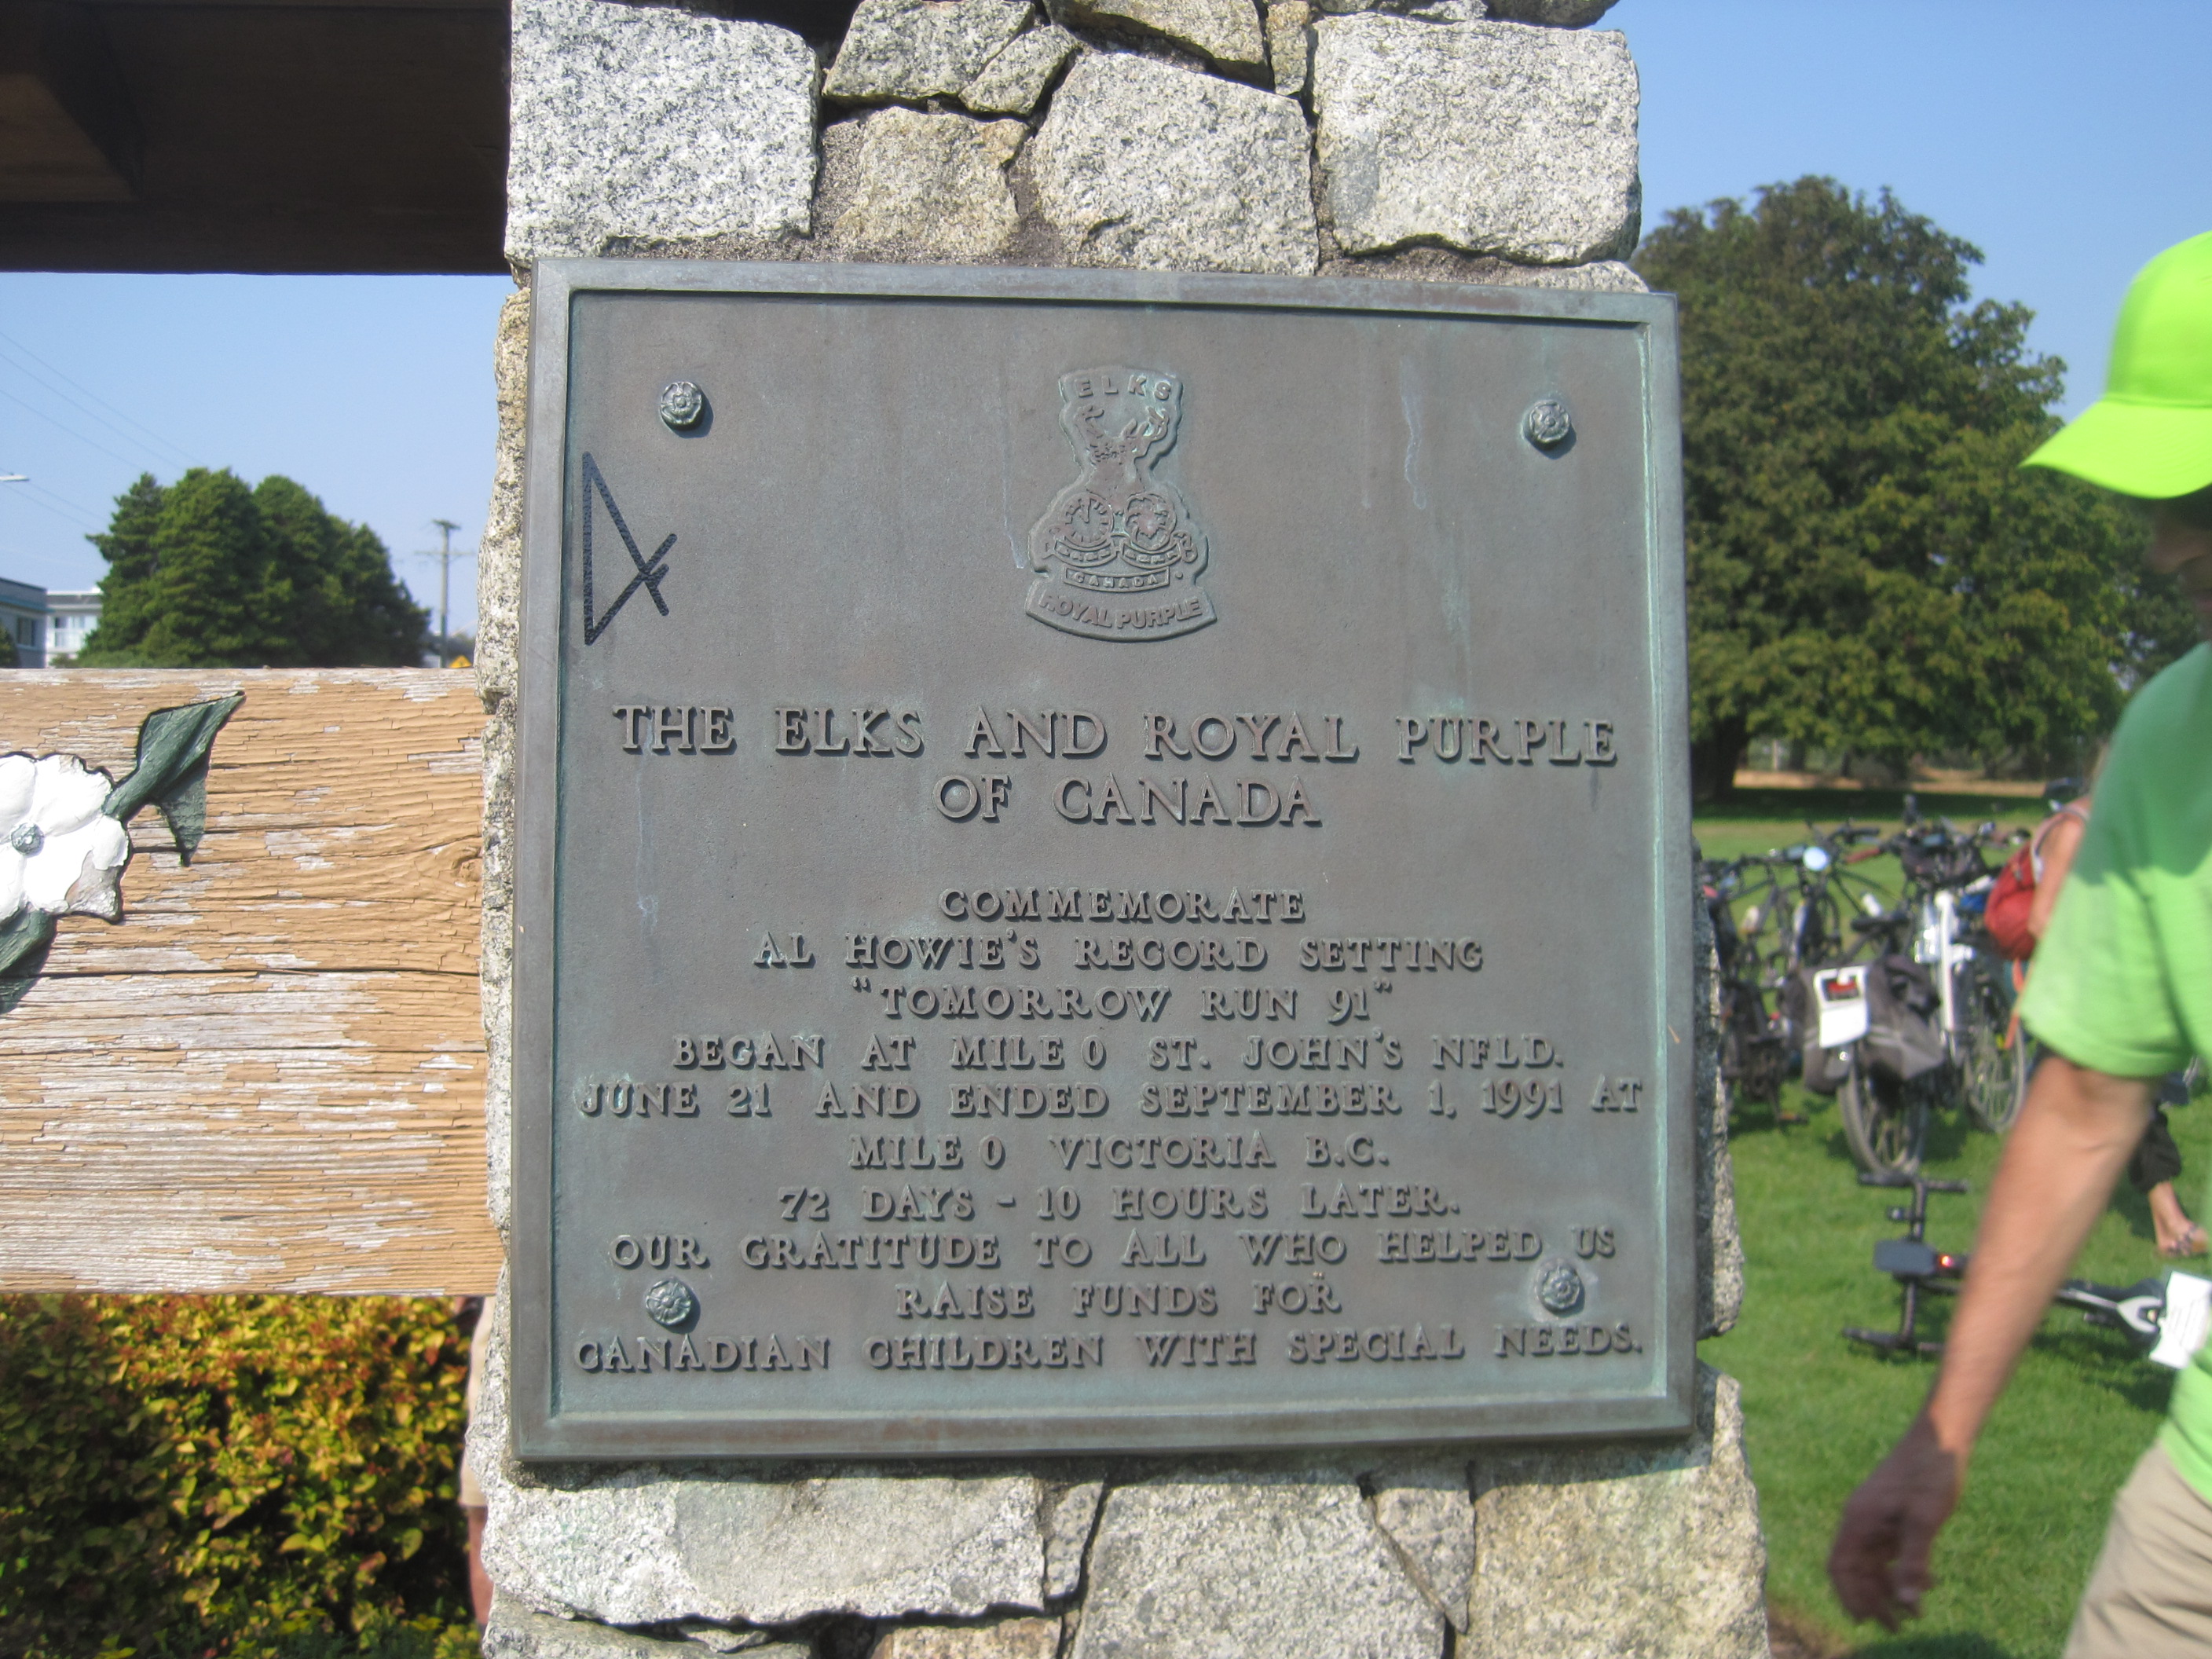 ELKS
CANADA
ROYAL PURPLE
THE ELKS AND ROYAL PURPLE
OF CANADA
COMMEMORATE
AL HOWIE'S RECORD SETTING
"TOMORROW RUN 91"
BEGAN AT MILE 0 ST. JOHN'S NFLD.
JUNE 21 AND ENDED SEPTEMBER 1, 1991 AT
MILE 0 VICTORIA B.C.
72 DAYS - 10 HOURS LATER.
OUR GRATITUDE TO ALL WHO HELPED US
RAISE FUNDS FOR
CANADIAN CHILDREN WITH SPECIAL NEEDS.